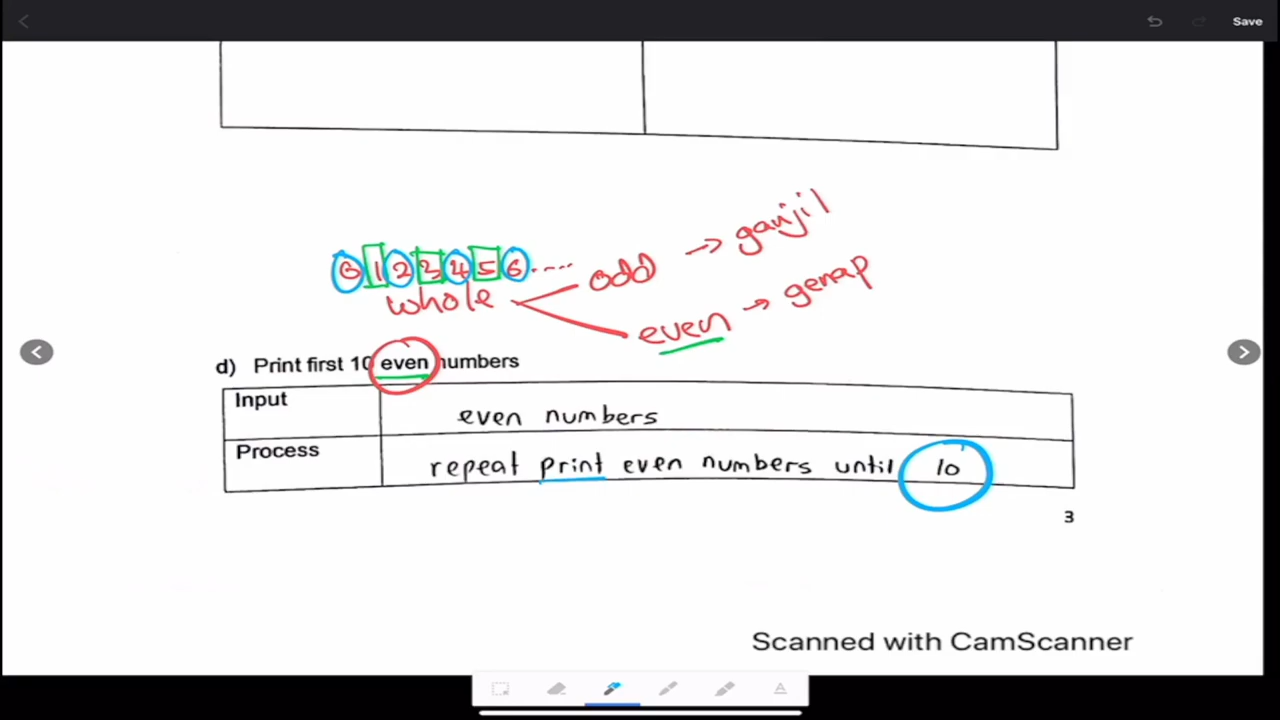 Save
0 1 2 3 4 5 6 ....
whole
odd → ganjil
even → genap
d) Print first 10 even numbers
Input
even numbers
Process
repeat print even numbers until 10
3
Scanned with CamScanner
A